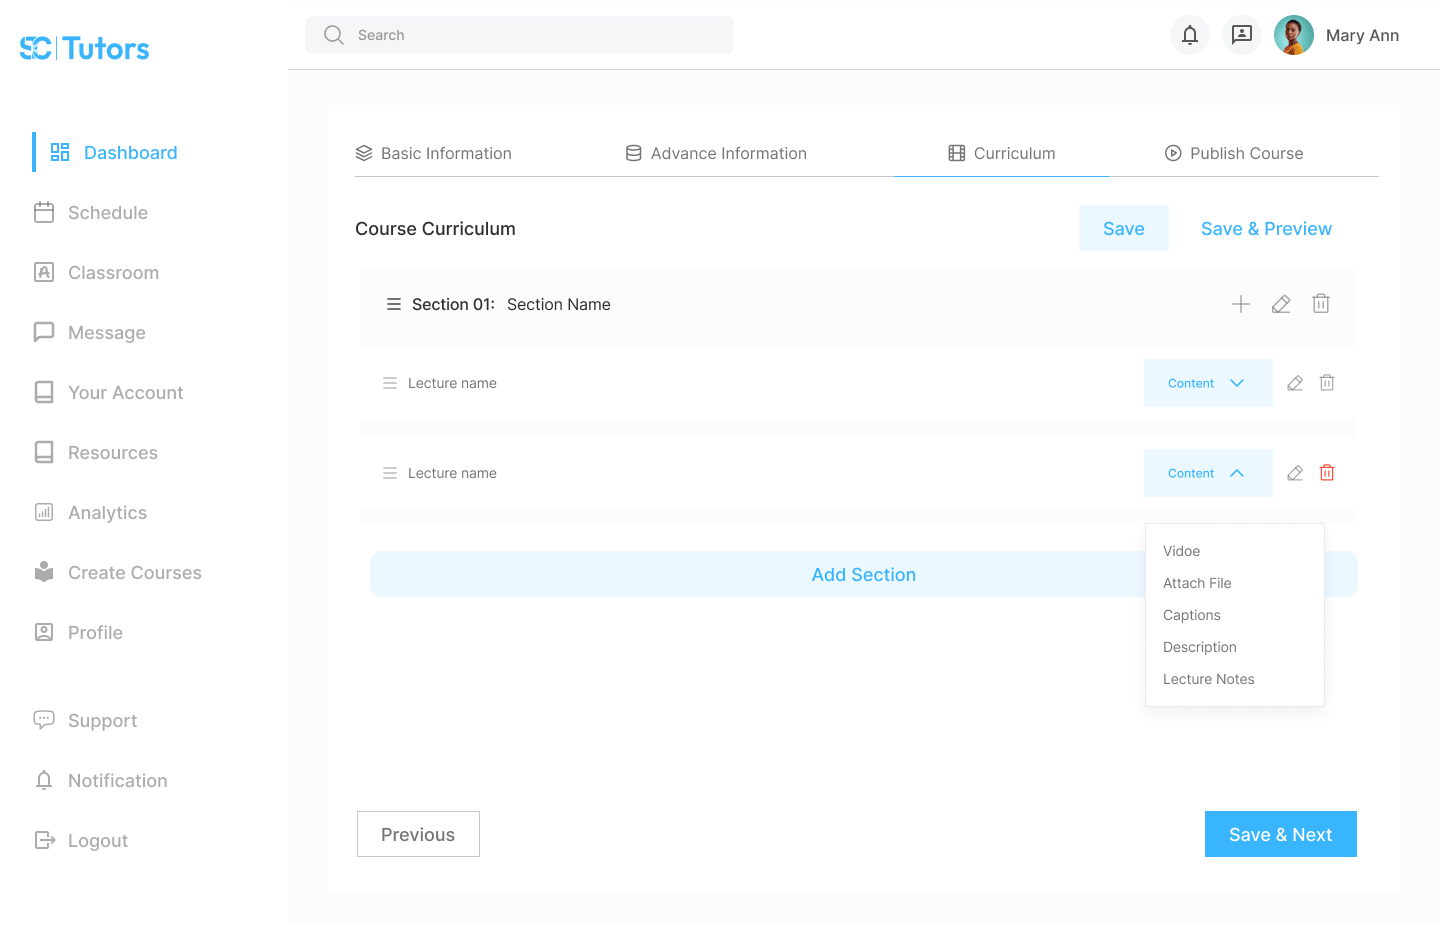 SC Tutors
Search
Mary Ann
Dashboard
Schedule
Classroom
Message
Your Account
Resources
Analytics
Create Courses
Profile
Support
Notification
Logout
Basic Information
Advance Information
Curriculum
Publish Course
Course Curriculum
Save
Save & Preview
Section 01: Section Name
Lecture name
Content
Lecture name
Content
Vidoe
Attach File
Captions
Description
Lecture Notes
Add Section
Previous
Save & Next